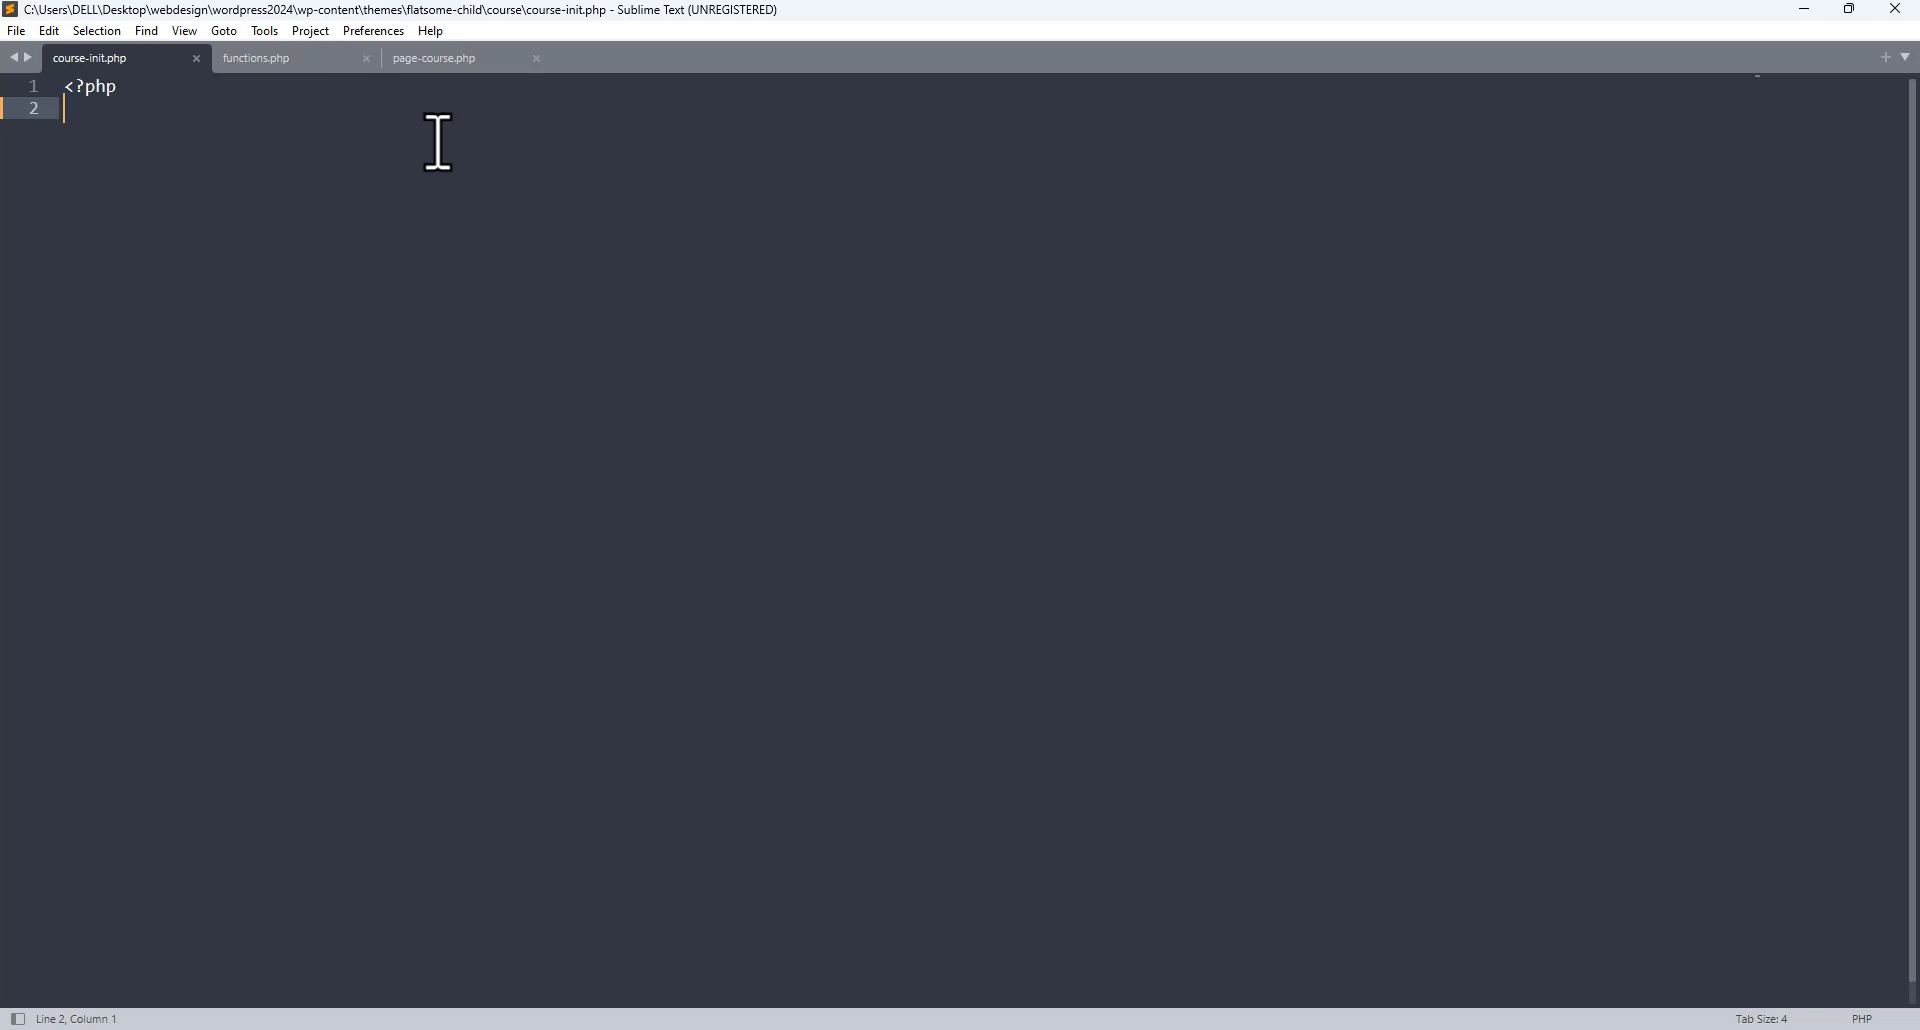 C:\Users\DELL\Desktop\webdesign\wordpress2024\wp-content\themes\flatsome-child\course\course-init.php - Sublime Text (UNREGISTERED)
File Edit Selection Find View Goto Tools Project Preferences Help
course-init.php functions.php page-course.php
1 <?php
2
Line 2, Column 1 Tab Size: 4 PHP